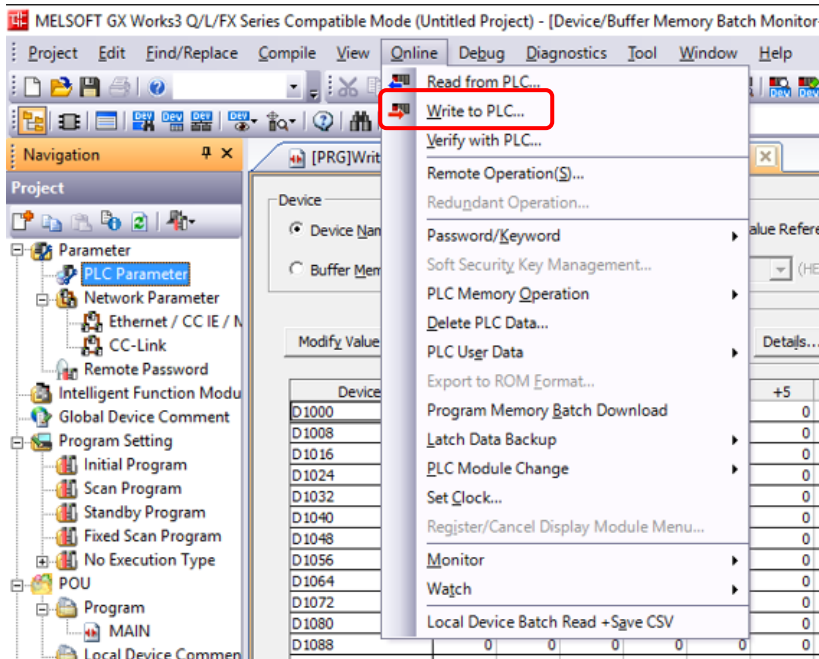 MELSOFT GX Works3 Q/L/FX Series Compatible Mode (Untitled Project) - [Device/Buffer Memory Batch Monitor-
Project Edit Find/Replace Compile View Online Debug Diagnostics Tool Window Help
Navigation
[PRG]Writ
Project
Parameter
PLC Parameter
Network Parameter
Ethernet / CC IE / N
CC-Link
Remote Password
Intelligent Function Modu
Global Device Comment
Program Setting
Initial Program
Scan Program
Standby Program
Fixed Scan Program
No Execution Type
POU
Program
MAIN
Local Device Commen
Device
Device Nam
Buffer Mem
Modify Value
Device
D1000
D1008
D1016
D1024
D1032
D1040
D1048
D1056
D1064
D1072
D1080
D1088 0 0 0 0 0 0
Read from PLC...
Write to PLC...
Verify with PLC...
Remote Operation(S)...
Redundant Operation...
Password/Keyword
Soft Security Key Management...
PLC Memory Operation
Delete PLC Data...
PLC User Data
Export to ROM Format...
Program Memory Batch Download
Latch Data Backup
PLC Module Change
Set Clock...
Register/Cancel Display Module Menu...
Monitor
Watch
Local Device Batch Read +Save CSV
alue Refere
(HE
Details...
+5
0
0
0
0
0
0
0
0
0
0
0